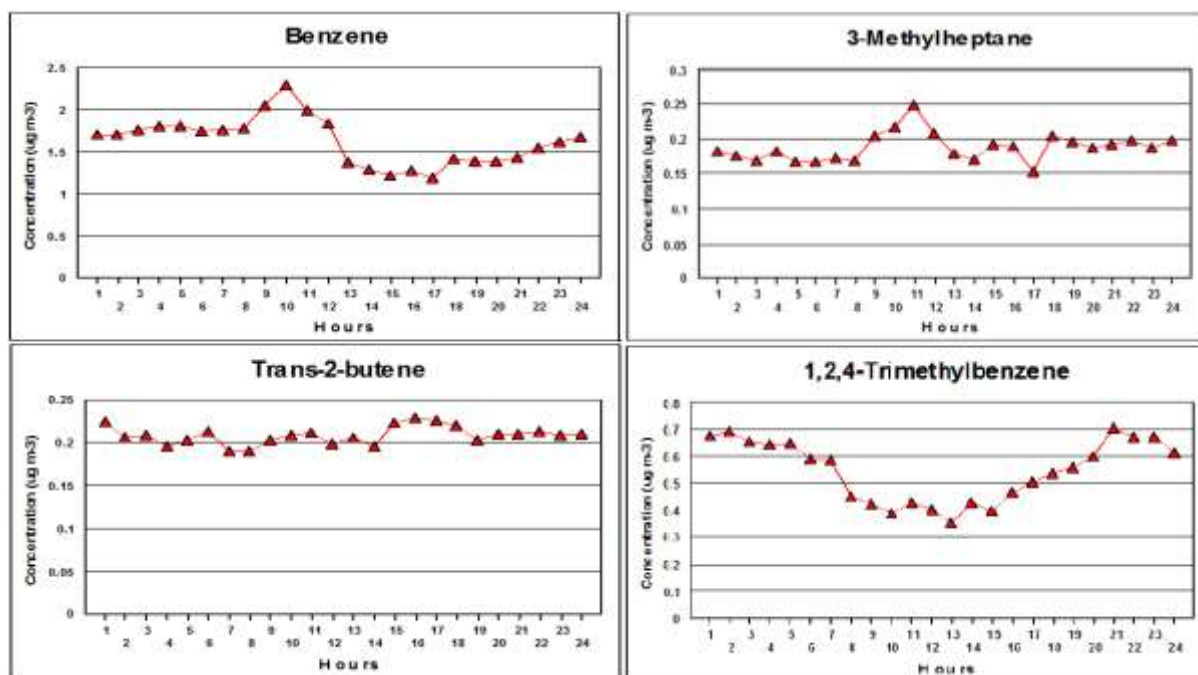 Benzene
Concentration (ug m-3)
2.5
2
1.5
1
0.5
0
1 3 5 7 9 11 13 15 17 19 21 23
2 4 6 8 10 12 14 16 18 20 22 24
Hours
3-Methylheptane
Concentration (ug m-3)
0.3
0.25
0.2
0.15
0.1
0.05
0
1 3 5 7 9 11 13 15 17 19 21 23
2 4 6 8 10 12 14 16 18 20 22 24
Hours
Trans-2-butene
Concentration (ug m-3)
0.25
0.2
0.15
0.1
0.05
0
1 3 5 7 9 11 13 15 17 19 21 23
2 4 6 8 10 12 14 16 18 20 22 24
Hours
1,2,4-Trimethylbenzene
Concentration (ug m-3)
0.8
0.7
0.6
0.5
0.4
0.3
0.2
0.1
0
1 3 5 7 9 11 13 15 17 19 21 23
2 4 6 8 10 12 14 16 18 20 22 24
Hours